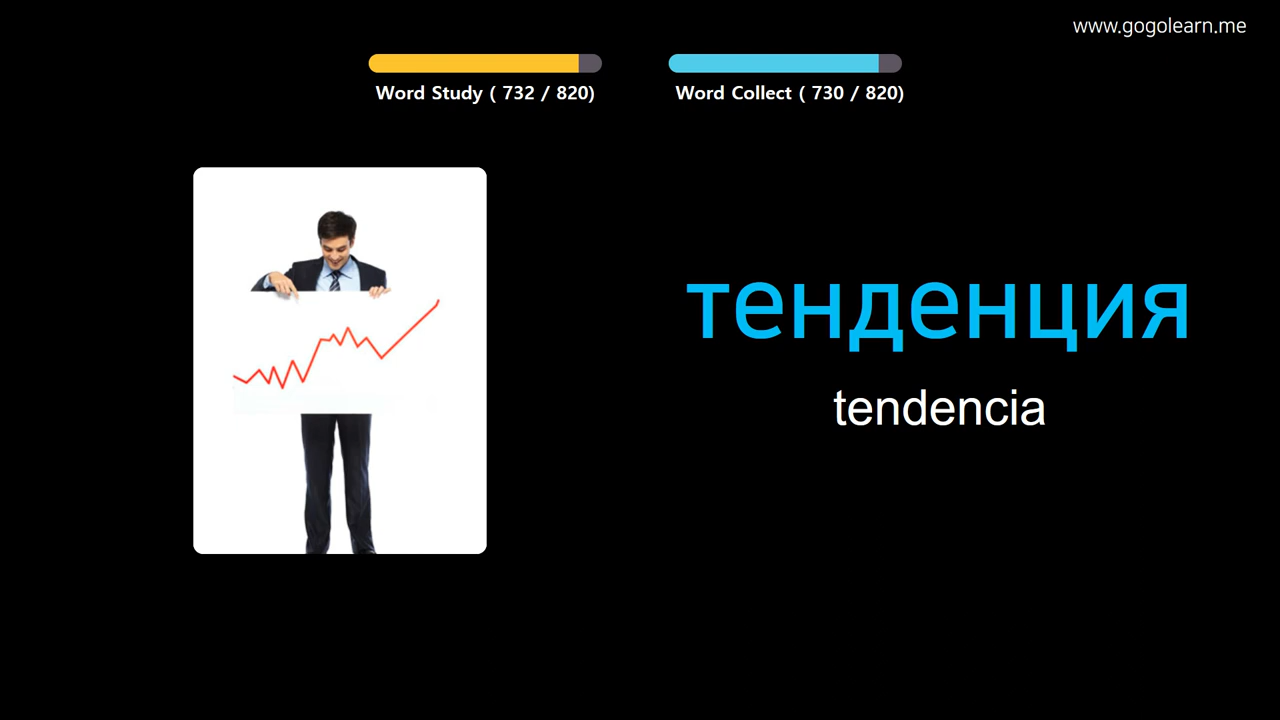 www.gogolearn.me
Word Study ( 732 / 820)
Word Collect ( 730 / 820)
тенденция
tendencia